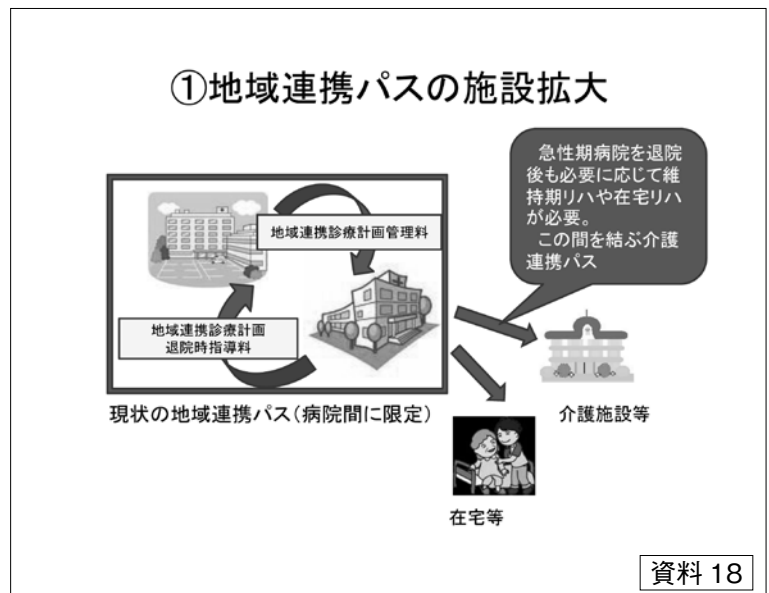 ①地域連携パスの施設拡大
急性期病院を退院
後も必要に応じて維
持期リハや在宅リハ
が必要。
この間を結ぶ介護
連携パス
地域連携診療計画管理料
地域連携診療計画
退院時指導料
現状の地域連携パス(病院間に限定)
介護施設等
在宅等
資料 18